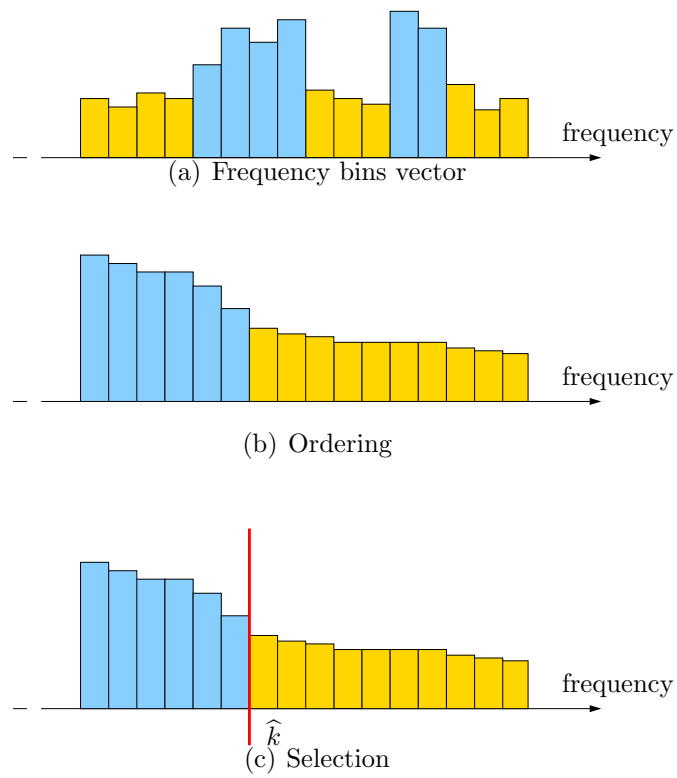 frequency
(a) Frequency bins vector
frequency
(b) Ordering
frequency
k̂
(c) Selection